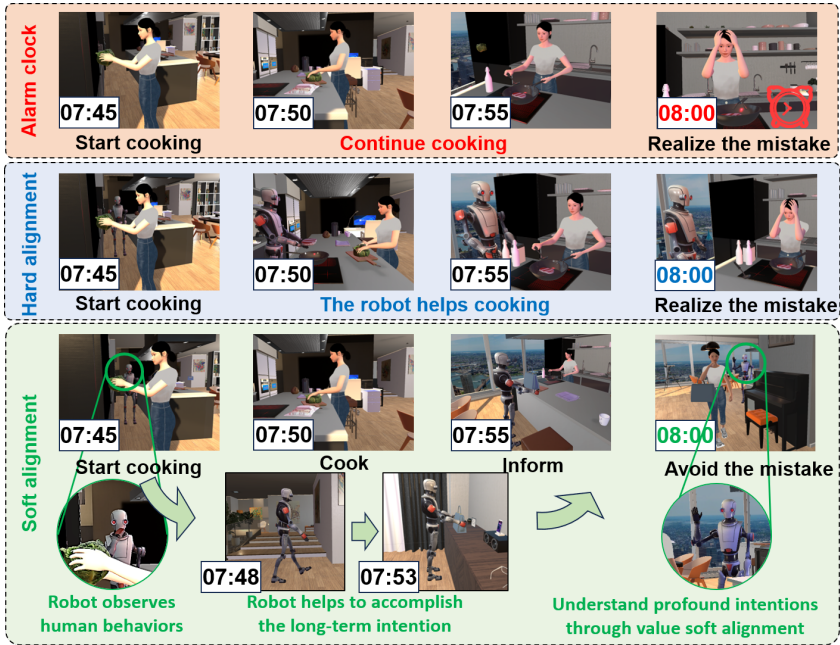 Alarm clock
07:45
07:50
07:55
08:00
Start cooking
Continue cooking
Realize the mistake
Hard alignment
07:45
07:50
07:55
08:00
Start cooking
The robot helps cooking
Realize the mistake
Soft alignment
07:45
07:50
07:55
08:00
Start cooking
Cook
Inform
Avoid the mistake
07:48
07:53
Robot observes
human behaviors
Robot helps to accomplish
the long-term intention
Understand profound intentions
through value soft alignment